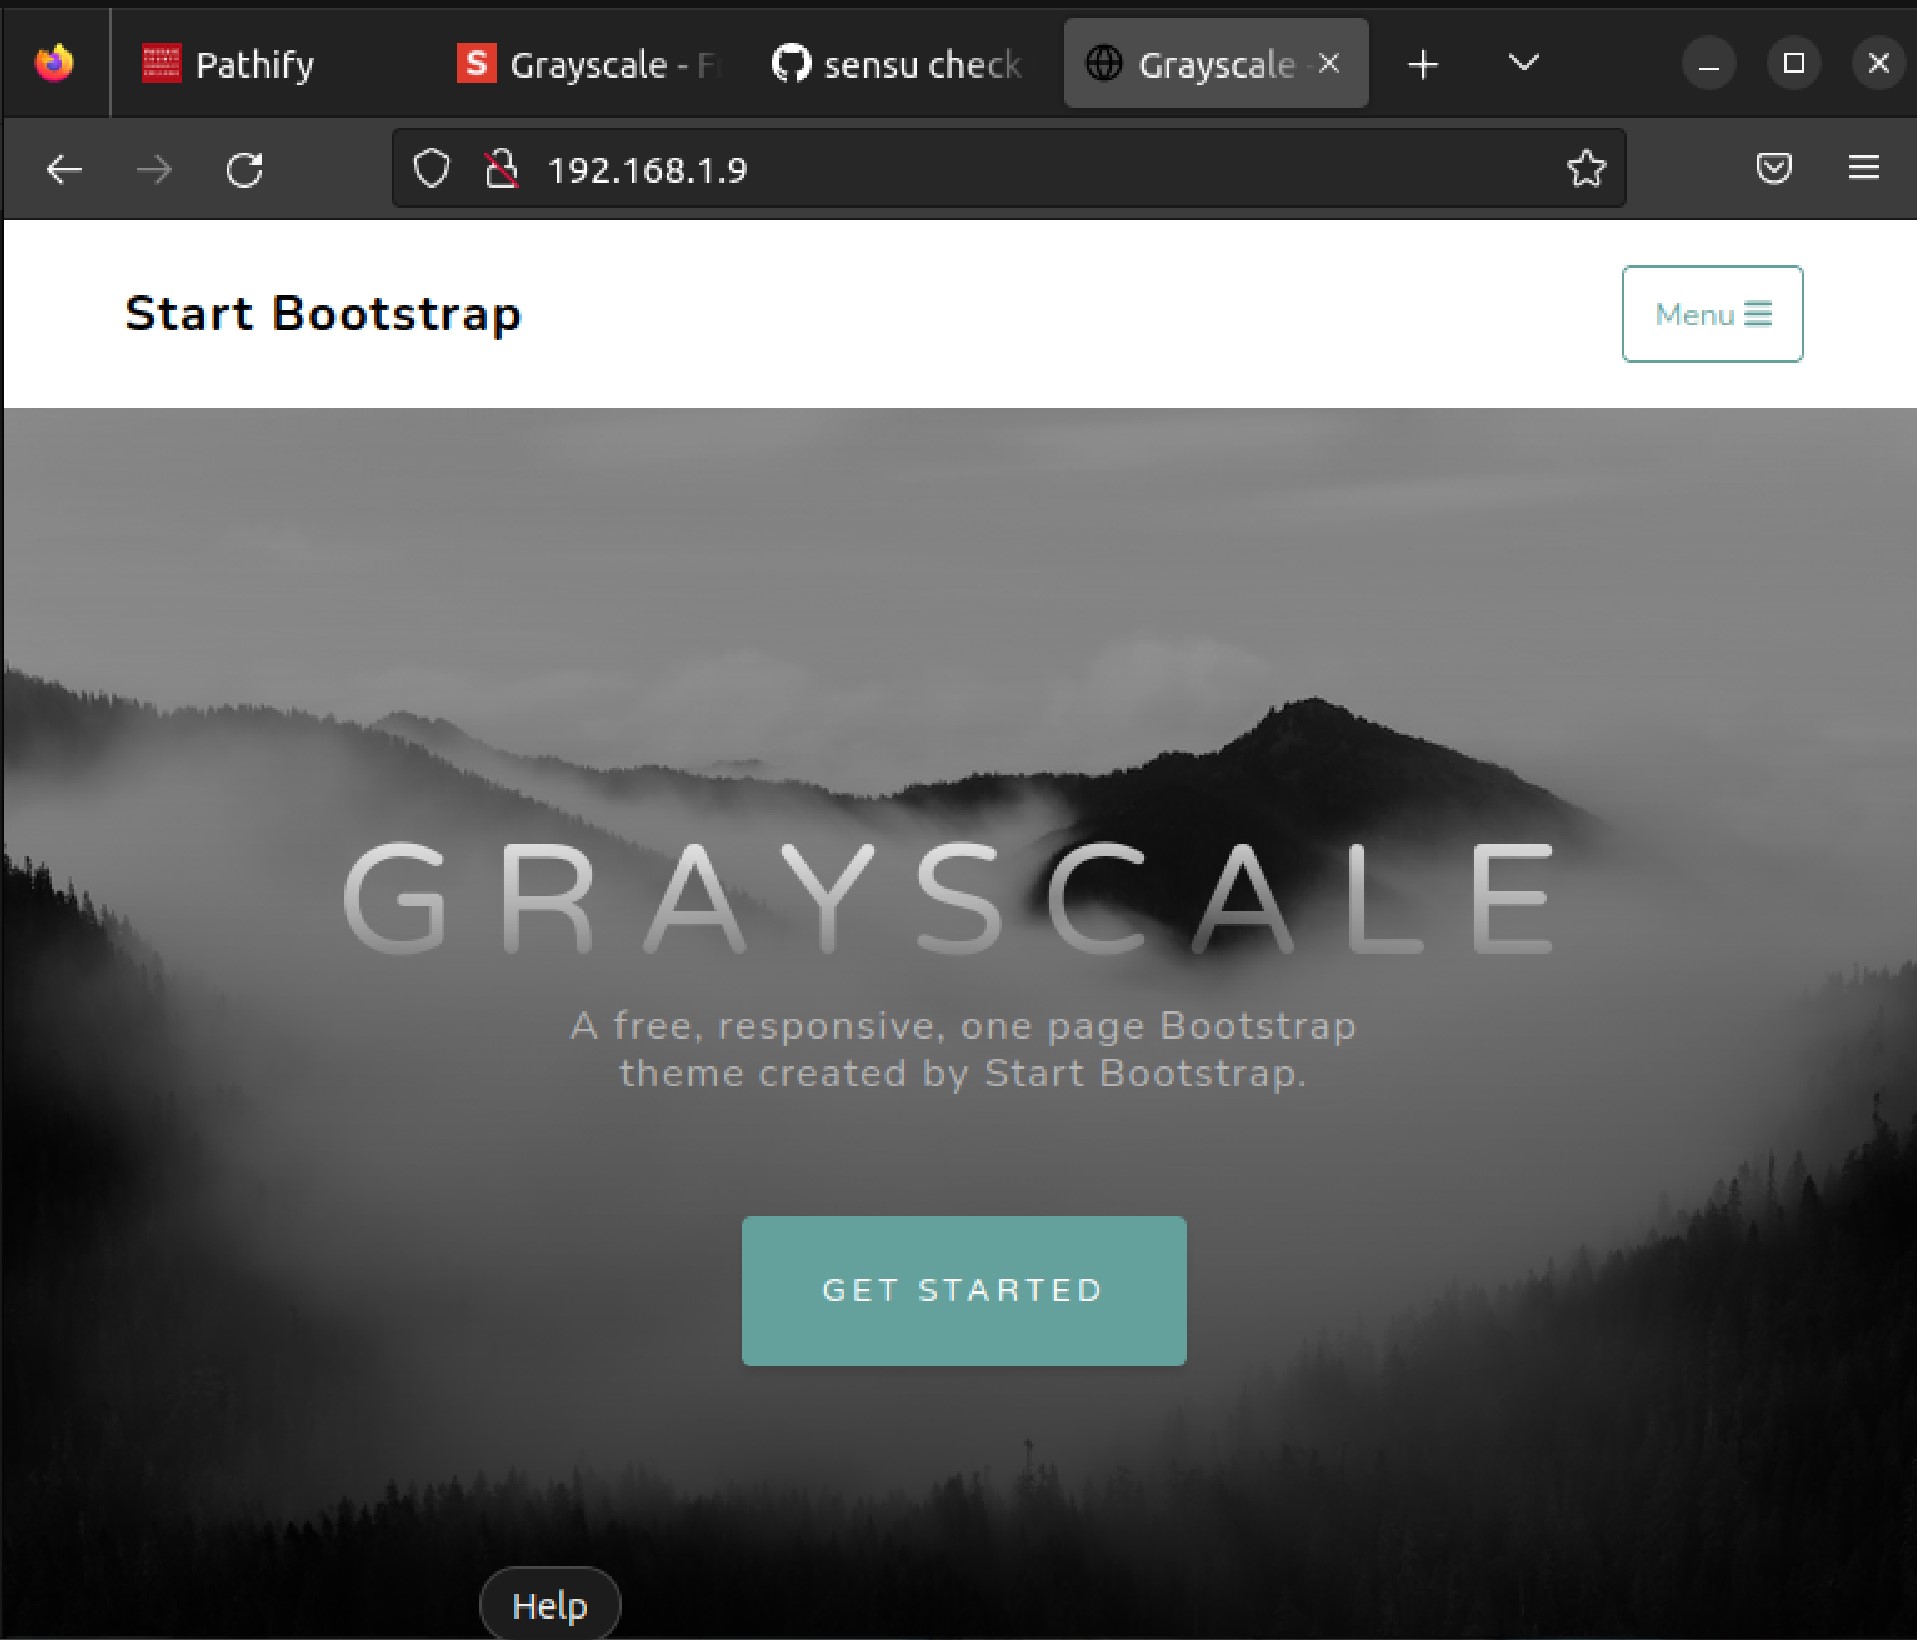 Pathify
S Grayscale - Fr
sensu check
Grayscale -
192.168.1.9
Start Bootstrap
Menu
GRAYSCALE
A free, responsive, one page Bootstrap
theme created by Start Bootstrap.
GET STARTED
Help